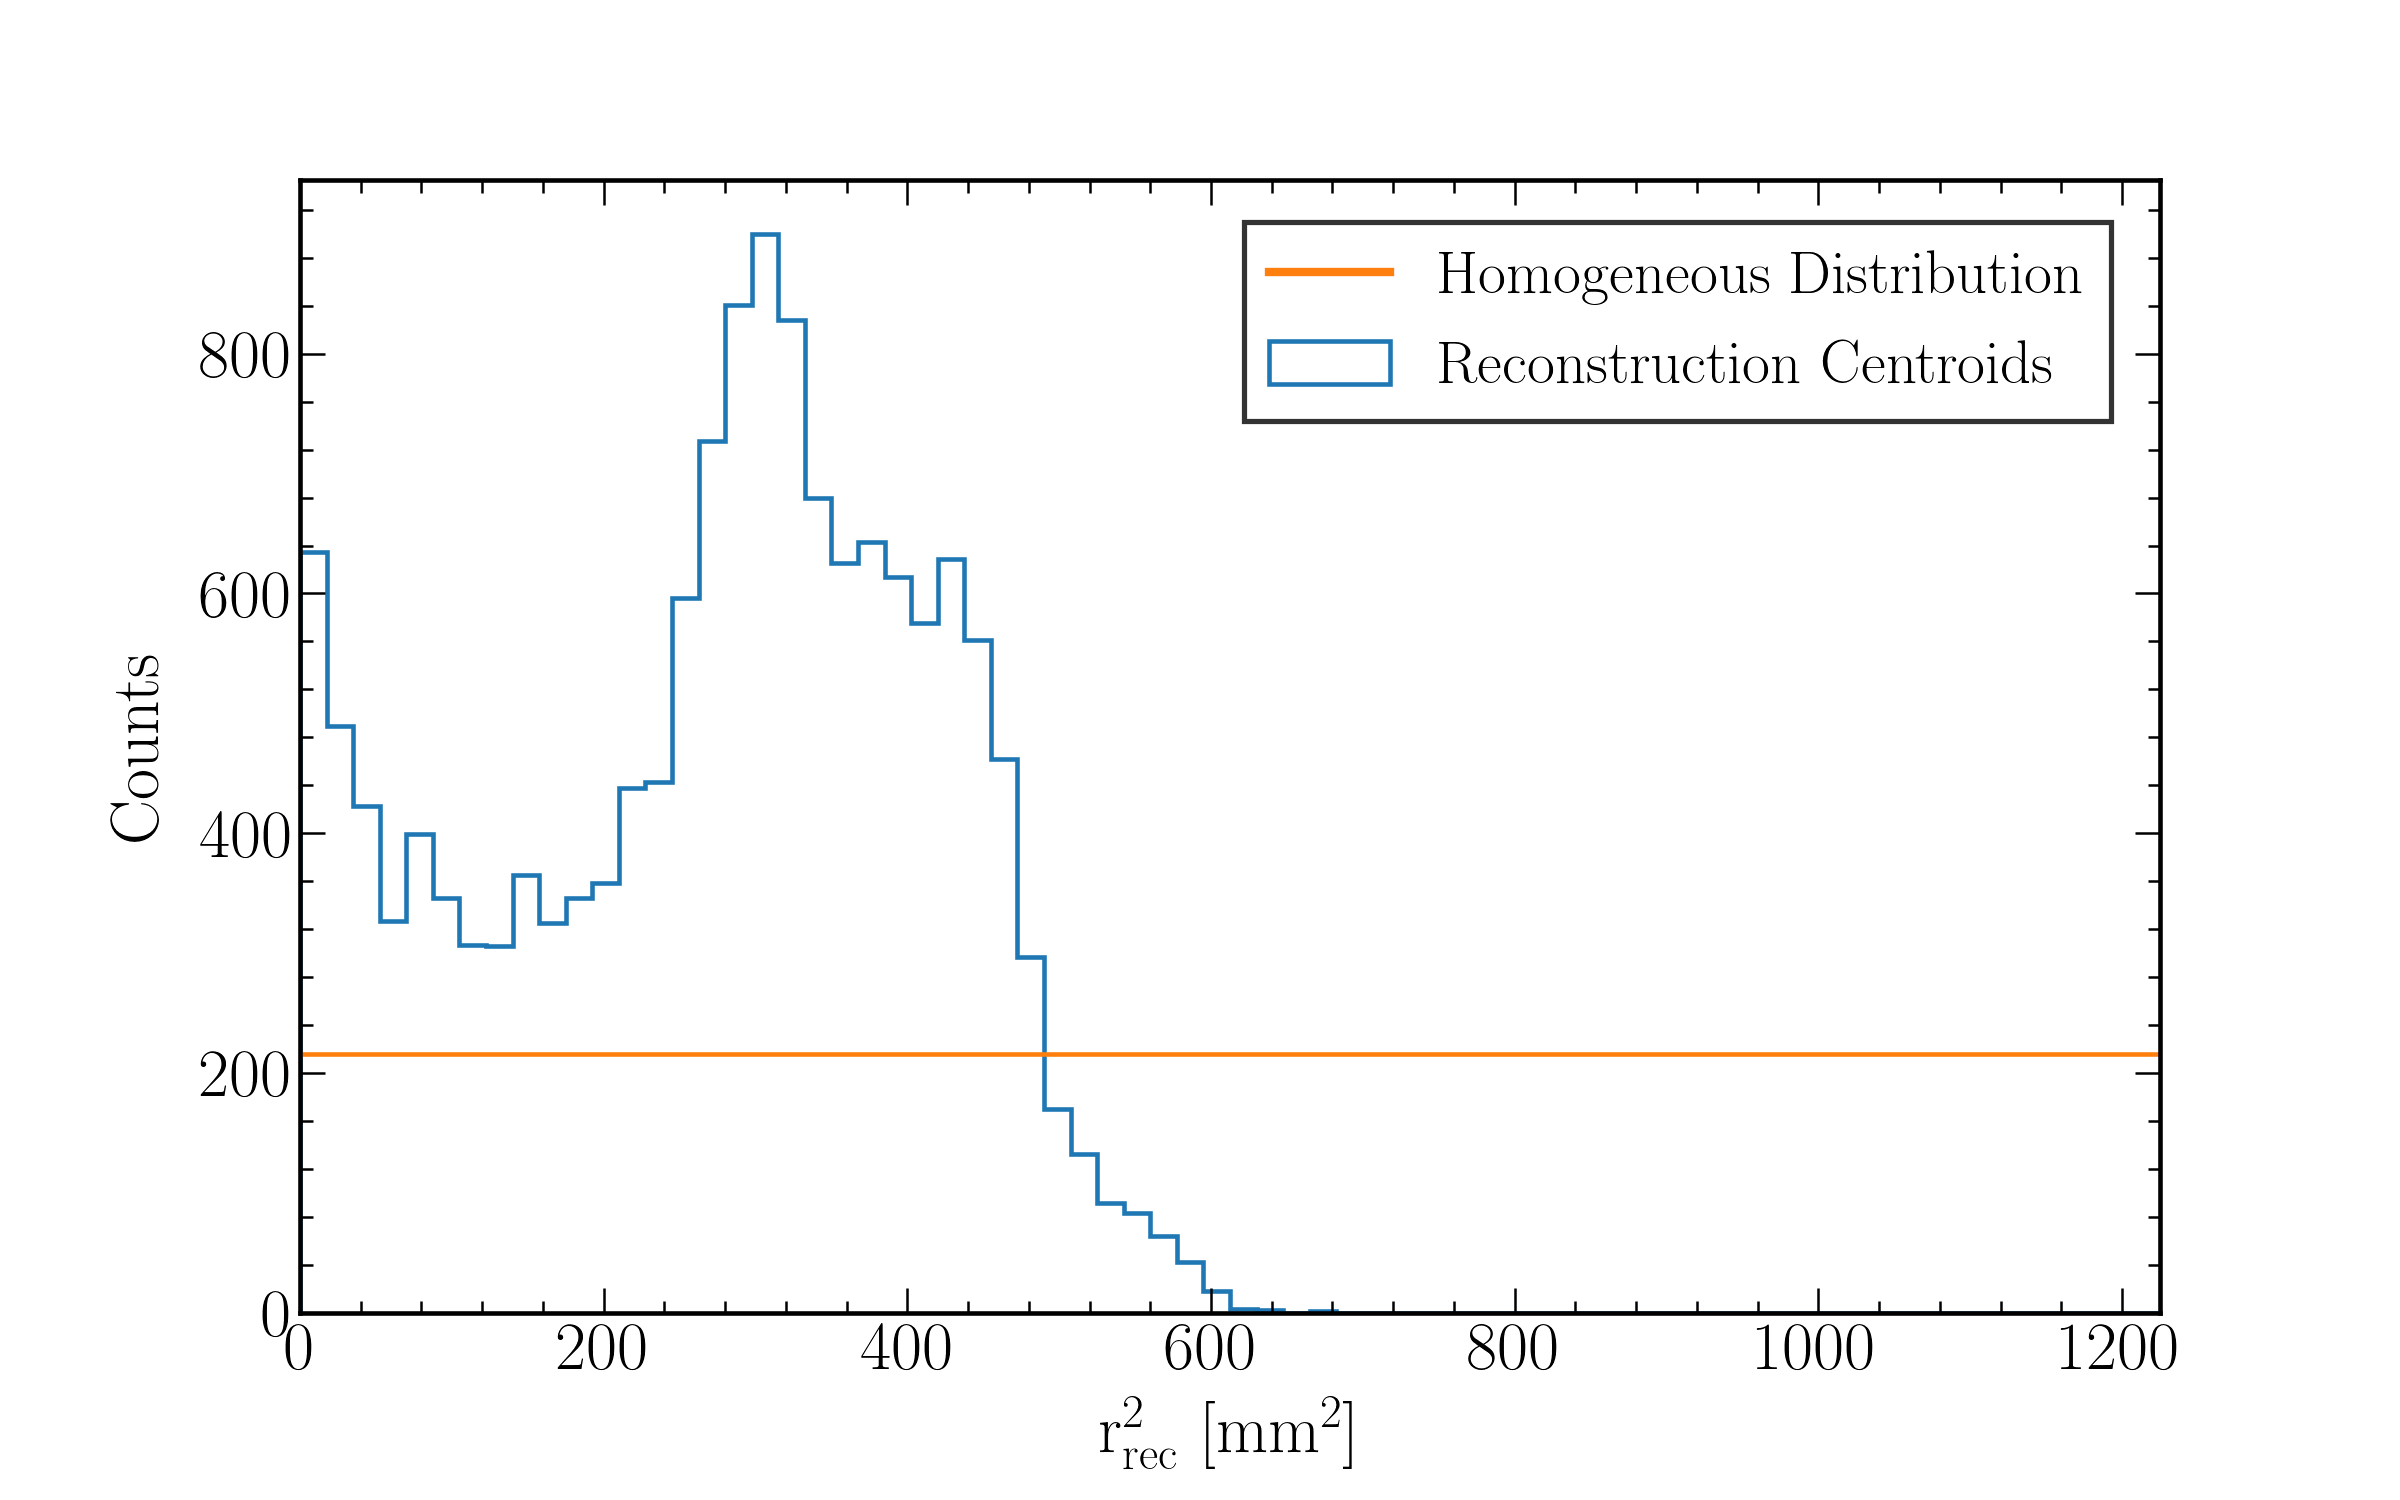 Homogeneous Distribution
Reconstruction Centroids
Counts
800
600
400
200
0
0 200 400 600 800 1000 1200
r²rec [mm²]